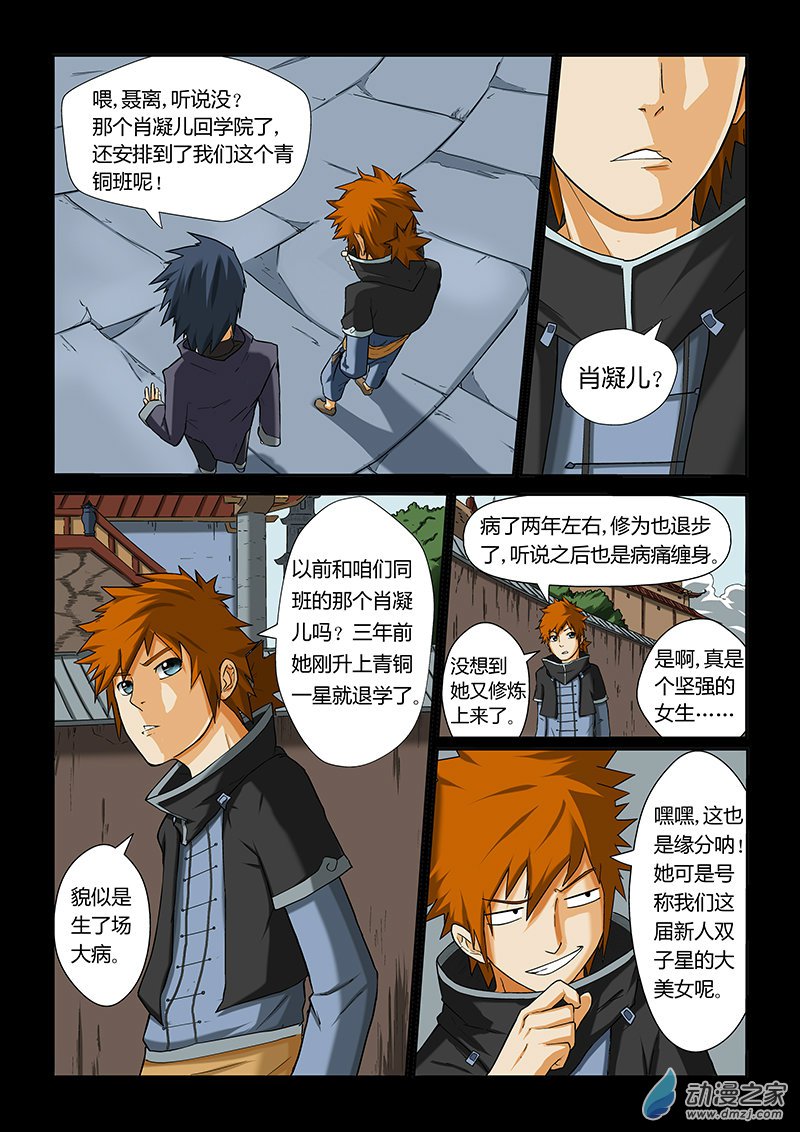 喂，聂离，听说没？
那个肖凝儿回学院了，
还安排到了我们这个青
铜班呢！
肖凝儿？
以前和咱们同
班的那个肖凝
儿吗？三年前
她刚升上青铜
一星就退学了。
貌似是
生了场
大病。
病了两年左右，修为也退步
了，听说之后也是病痛缠身。
没想到
她又修炼
上来了。
是啊，真是
个坚强的
女生……
嘿嘿，这也
是缘分呐！
她可是号
称我们这
届新人双
子星的大
美女呢。
动漫之家
www.dmzj.com